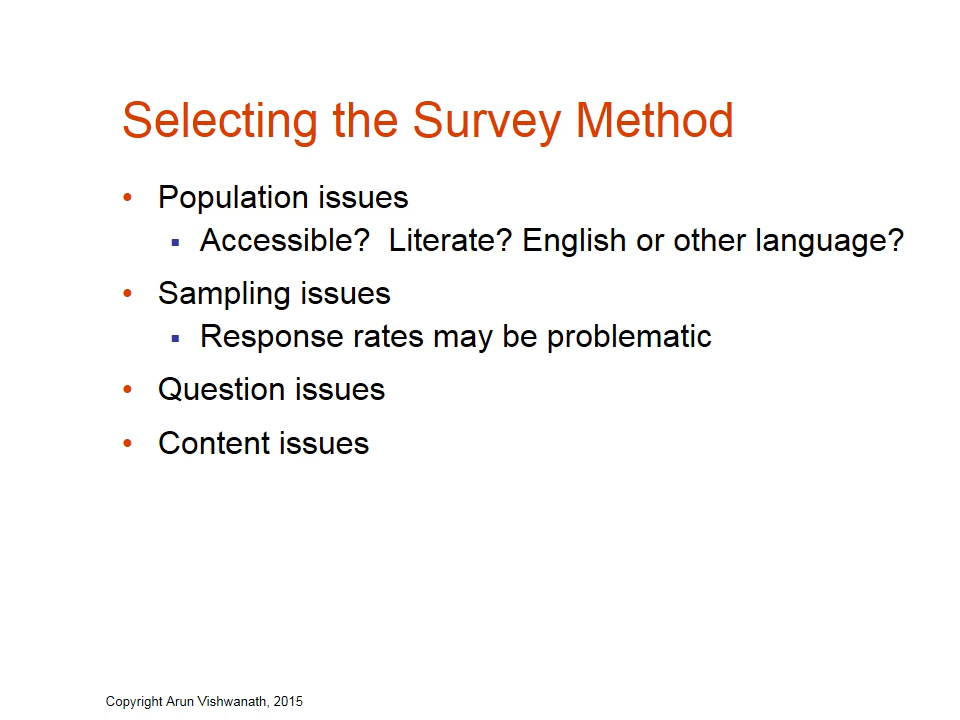 Selecting the Survey Method
• Population issues
▪ Accessible?  Literate? English or other language?
• Sampling issues
▪ Response rates may be problematic
• Question issues
• Content issues
Copyright Arun Vishwanath, 2015